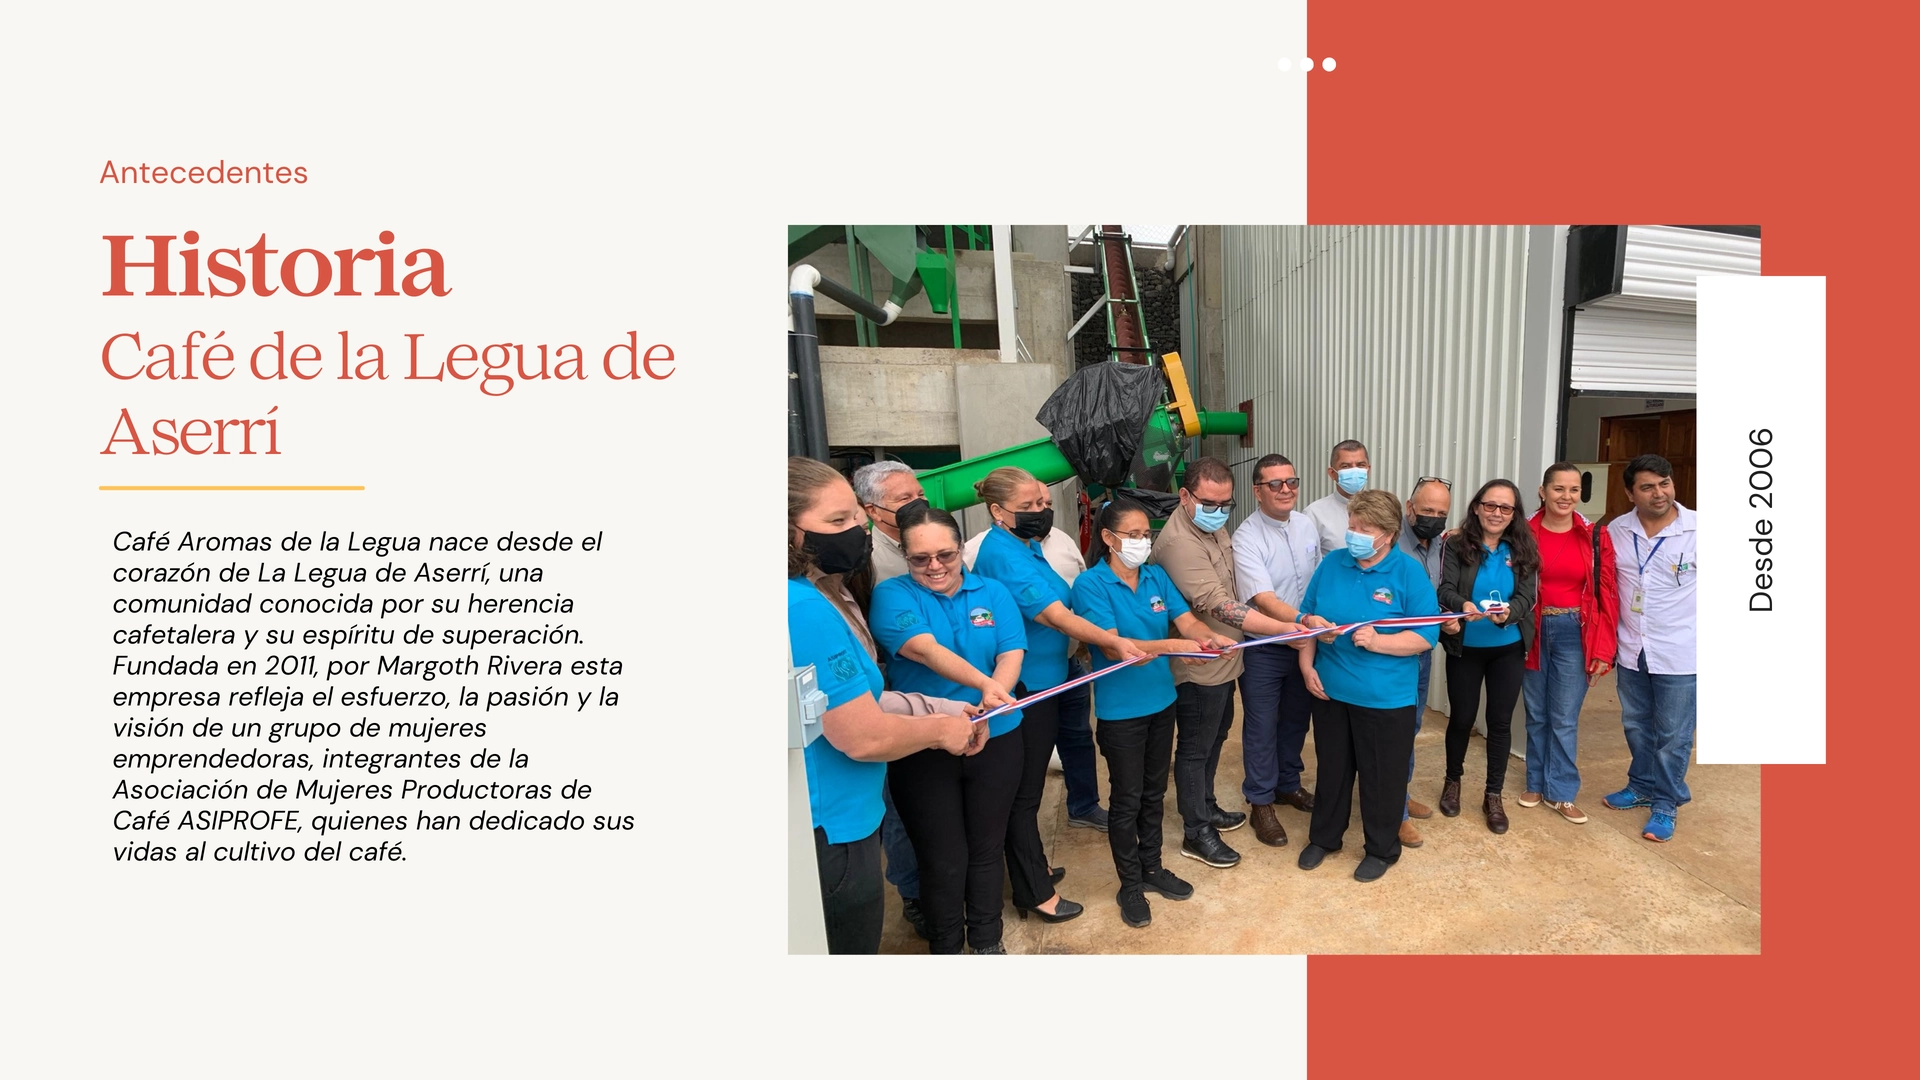 Antecedentes
Historia
Café de la Legua de
Aserrí
Café Aromas de la Legua nace desde el
corazón de La Legua de Aserrí, una
comunidad conocida por su herencia
cafetalera y su espíritu de superación.
Fundada en 2011, por Margoth Rivera esta
empresa refleja el esfuerzo, la pasión y la
visión de un grupo de mujeres
emprendedoras, integrantes de la
Asociación de Mujeres Productoras de
Café ASIPROFE, quienes han dedicado sus
vidas al cultivo del café.
Desde 2006